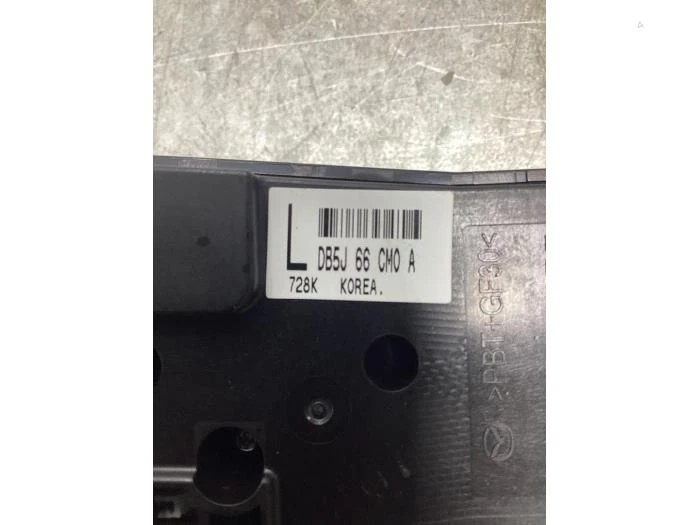 L
DB5J 66 CM0 A
728K KOREA.
>PBT+GF30<